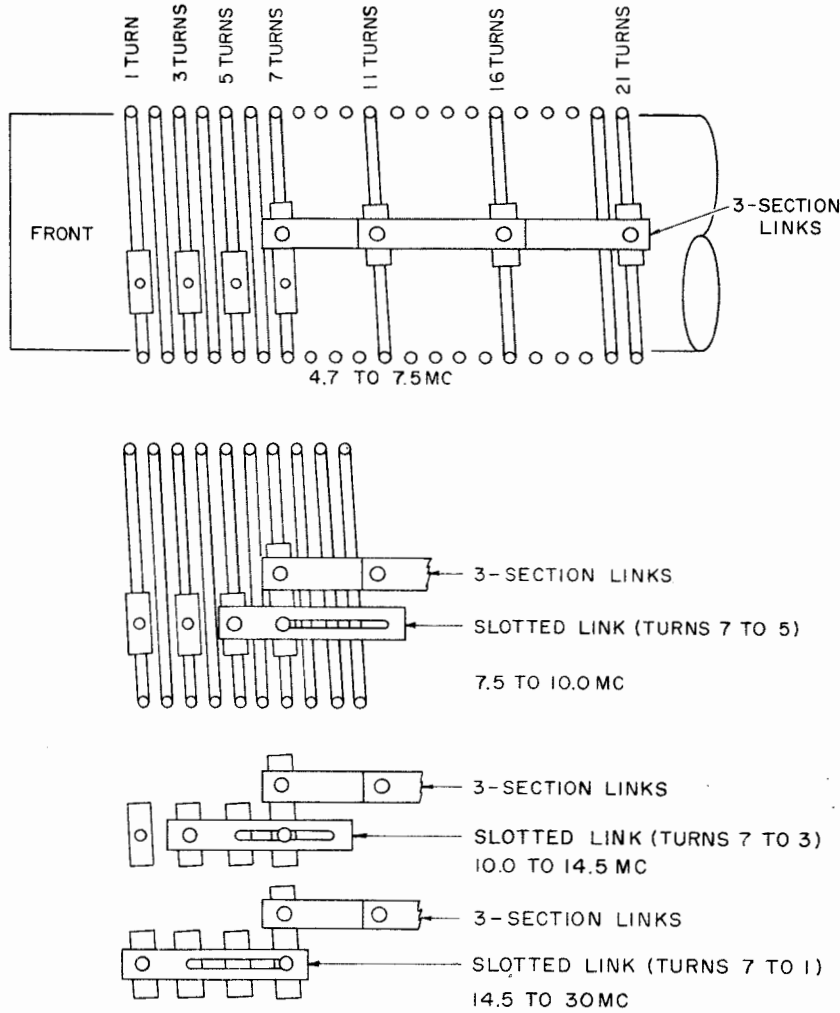 1 TURN
3 TURNS
5 TURNS
7 TURNS
11 TURNS
16 TURNS
21 TURNS
FRONT
3-SECTION
LINKS
4.7 TO 7.5 MC
3-SECTION LINKS
SLOTTED LINK (TURNS 7 TO 5)
7.5 TO 10.0 MC
3-SECTION LINKS
SLOTTED LINK (TURNS 7 TO 3)
10.0 TO 14.5 MC
3-SECTION LINKS
SLOTTED LINK (TURNS 7 TO 1)
14.5 TO 30MC